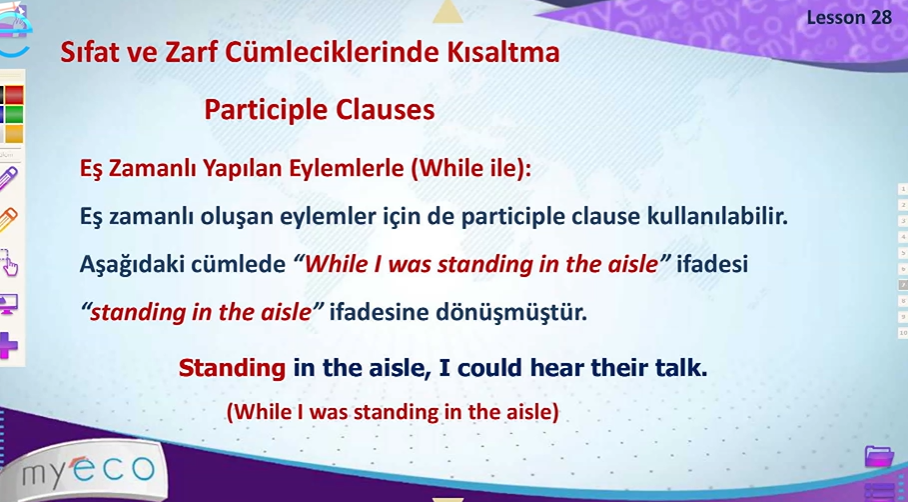 Lesson 28
Sıfat ve Zarf Cümleciklerinde Kısaltma
Participle Clauses
Eş Zamanlı Yapılan Eylemlerle (While ile):
Eş zamanlı oluşan eylemler için de participle clause kullanılabilir.
Aşağıdaki cümlede “While I was standing in the aisle” ifadesi
“standing in the aisle” ifadesine dönüşmüştür.
Standing in the aisle, I could hear their talk.
(While I was standing in the aisle)
myeco